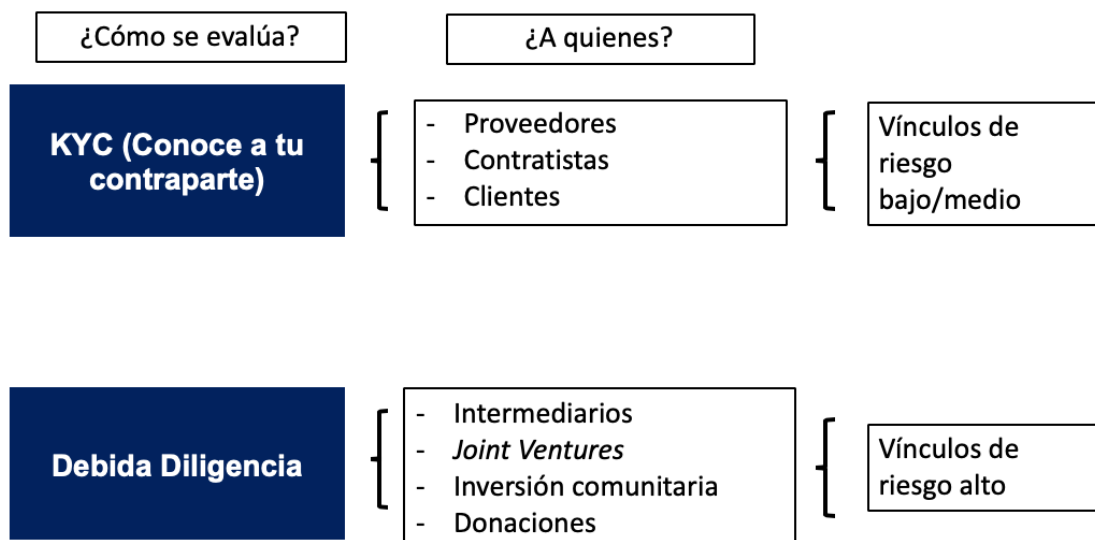 ¿Cómo se evalúa?
¿A quienes?
KYC (Conoce a tu
contraparte)
- Proveedores
- Contratistas
- Clientes
Vínculos de
riesgo
bajo/medio
Debida Diligencia
- Intermediarios
- Joint Ventures
- Inversión comunitaria
- Donaciones
Vínculos de
riesgo alto